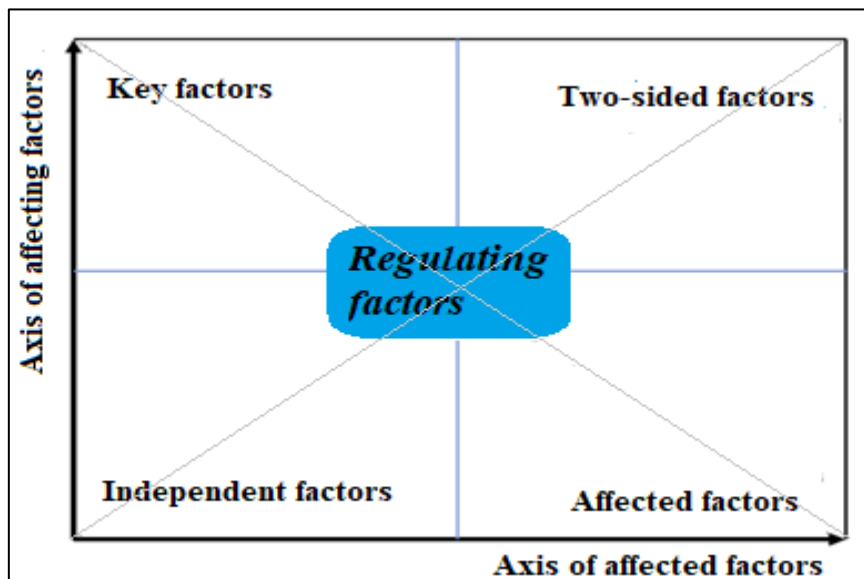 Key factors
Two-sided factors
Axis of affecting factors
Regulating
factors
Independent factors
Affected factors
Axis of affected factors